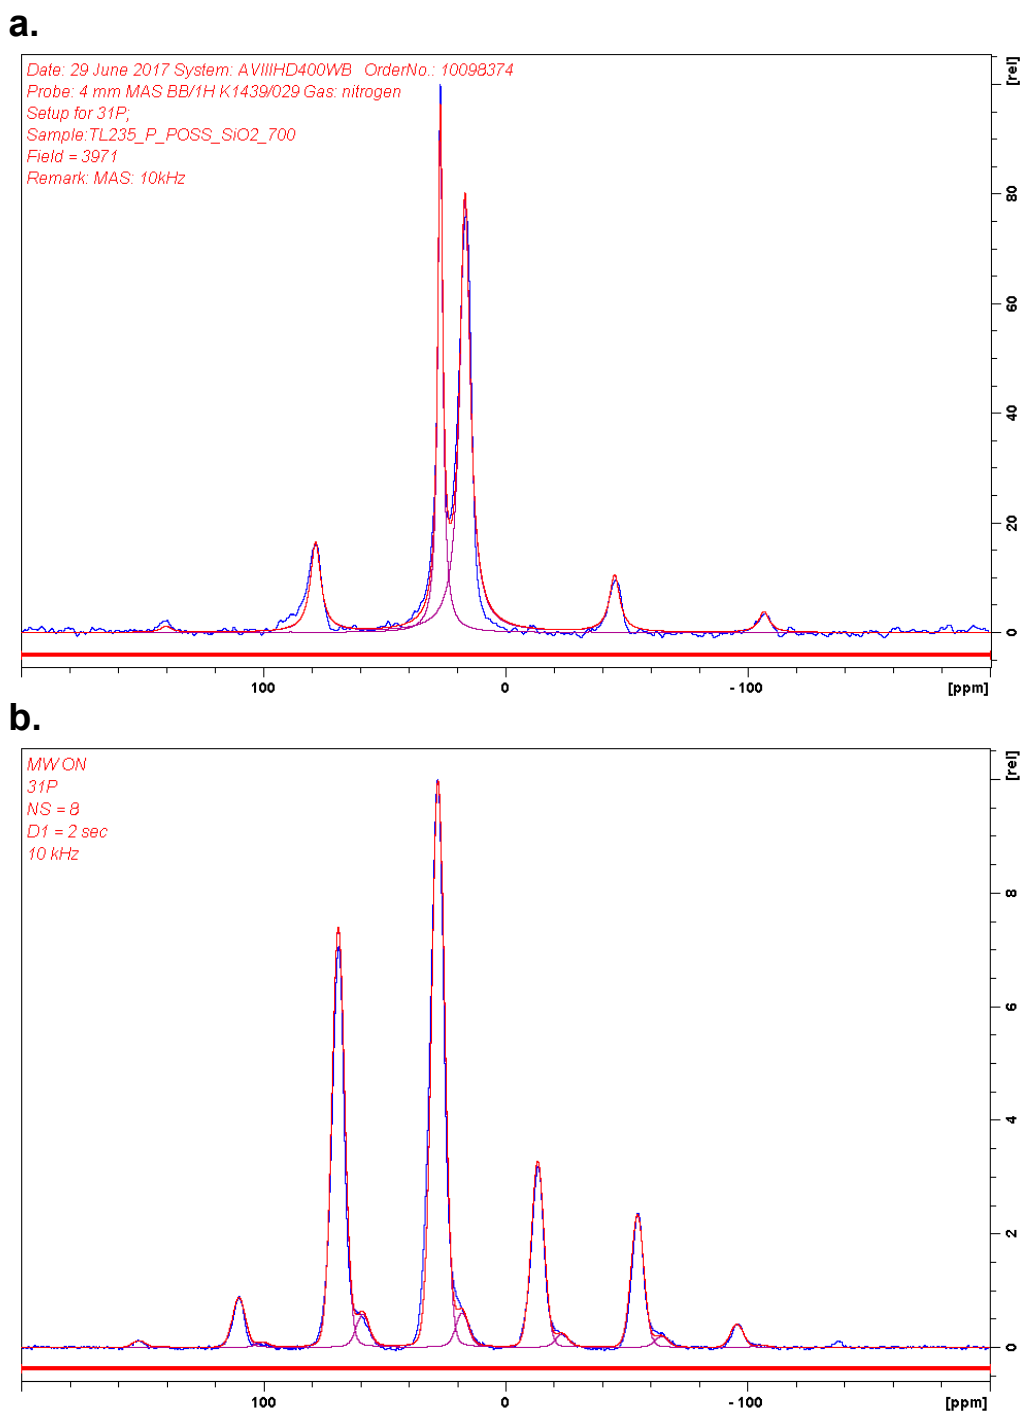 a.
Date: 29 June 2017 System: AVIIIHD400WB OrderNo.: 10098374
Probe: 4 mm MAS BB/1H K1439/029 Gas: nitrogen
Setup for 31P;
Sample:TL235_P_POSS_SiO2_700
Field = 3971
Remark: MAS: 10kHz
[rel]
80
60
40
20
0
100 0 -100 [ppm]
b.
MW ON
31P
NS = 8
D1 = 2 sec
10 kHz
[rel]
8
6
4
2
0
100 0 -100 [ppm]